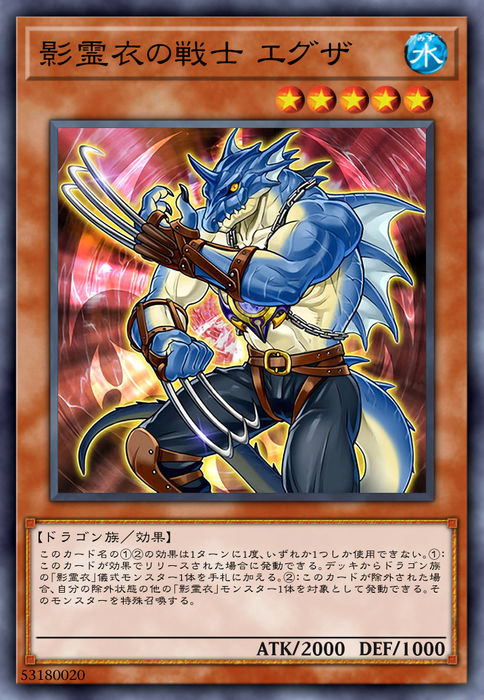 影霊衣の戦士 エグザ
みず
水
【ドラゴン族／効果】
このカード名の①②の効果は1ターンに1度、いずれか1つしか使用できない。①：
このカードが効果でリリースされた場合に発動できる。デッキからドラゴン族
の「影霊衣」儀式モンスター1体を手札に加える。②：このカードが除外された場
合、自分の除外状態の他の「影霊衣」モンスター1体を対象として発動できる。そ
のモンスターを特殊召喚する。
ATK/2000 DEF/1000
53180020